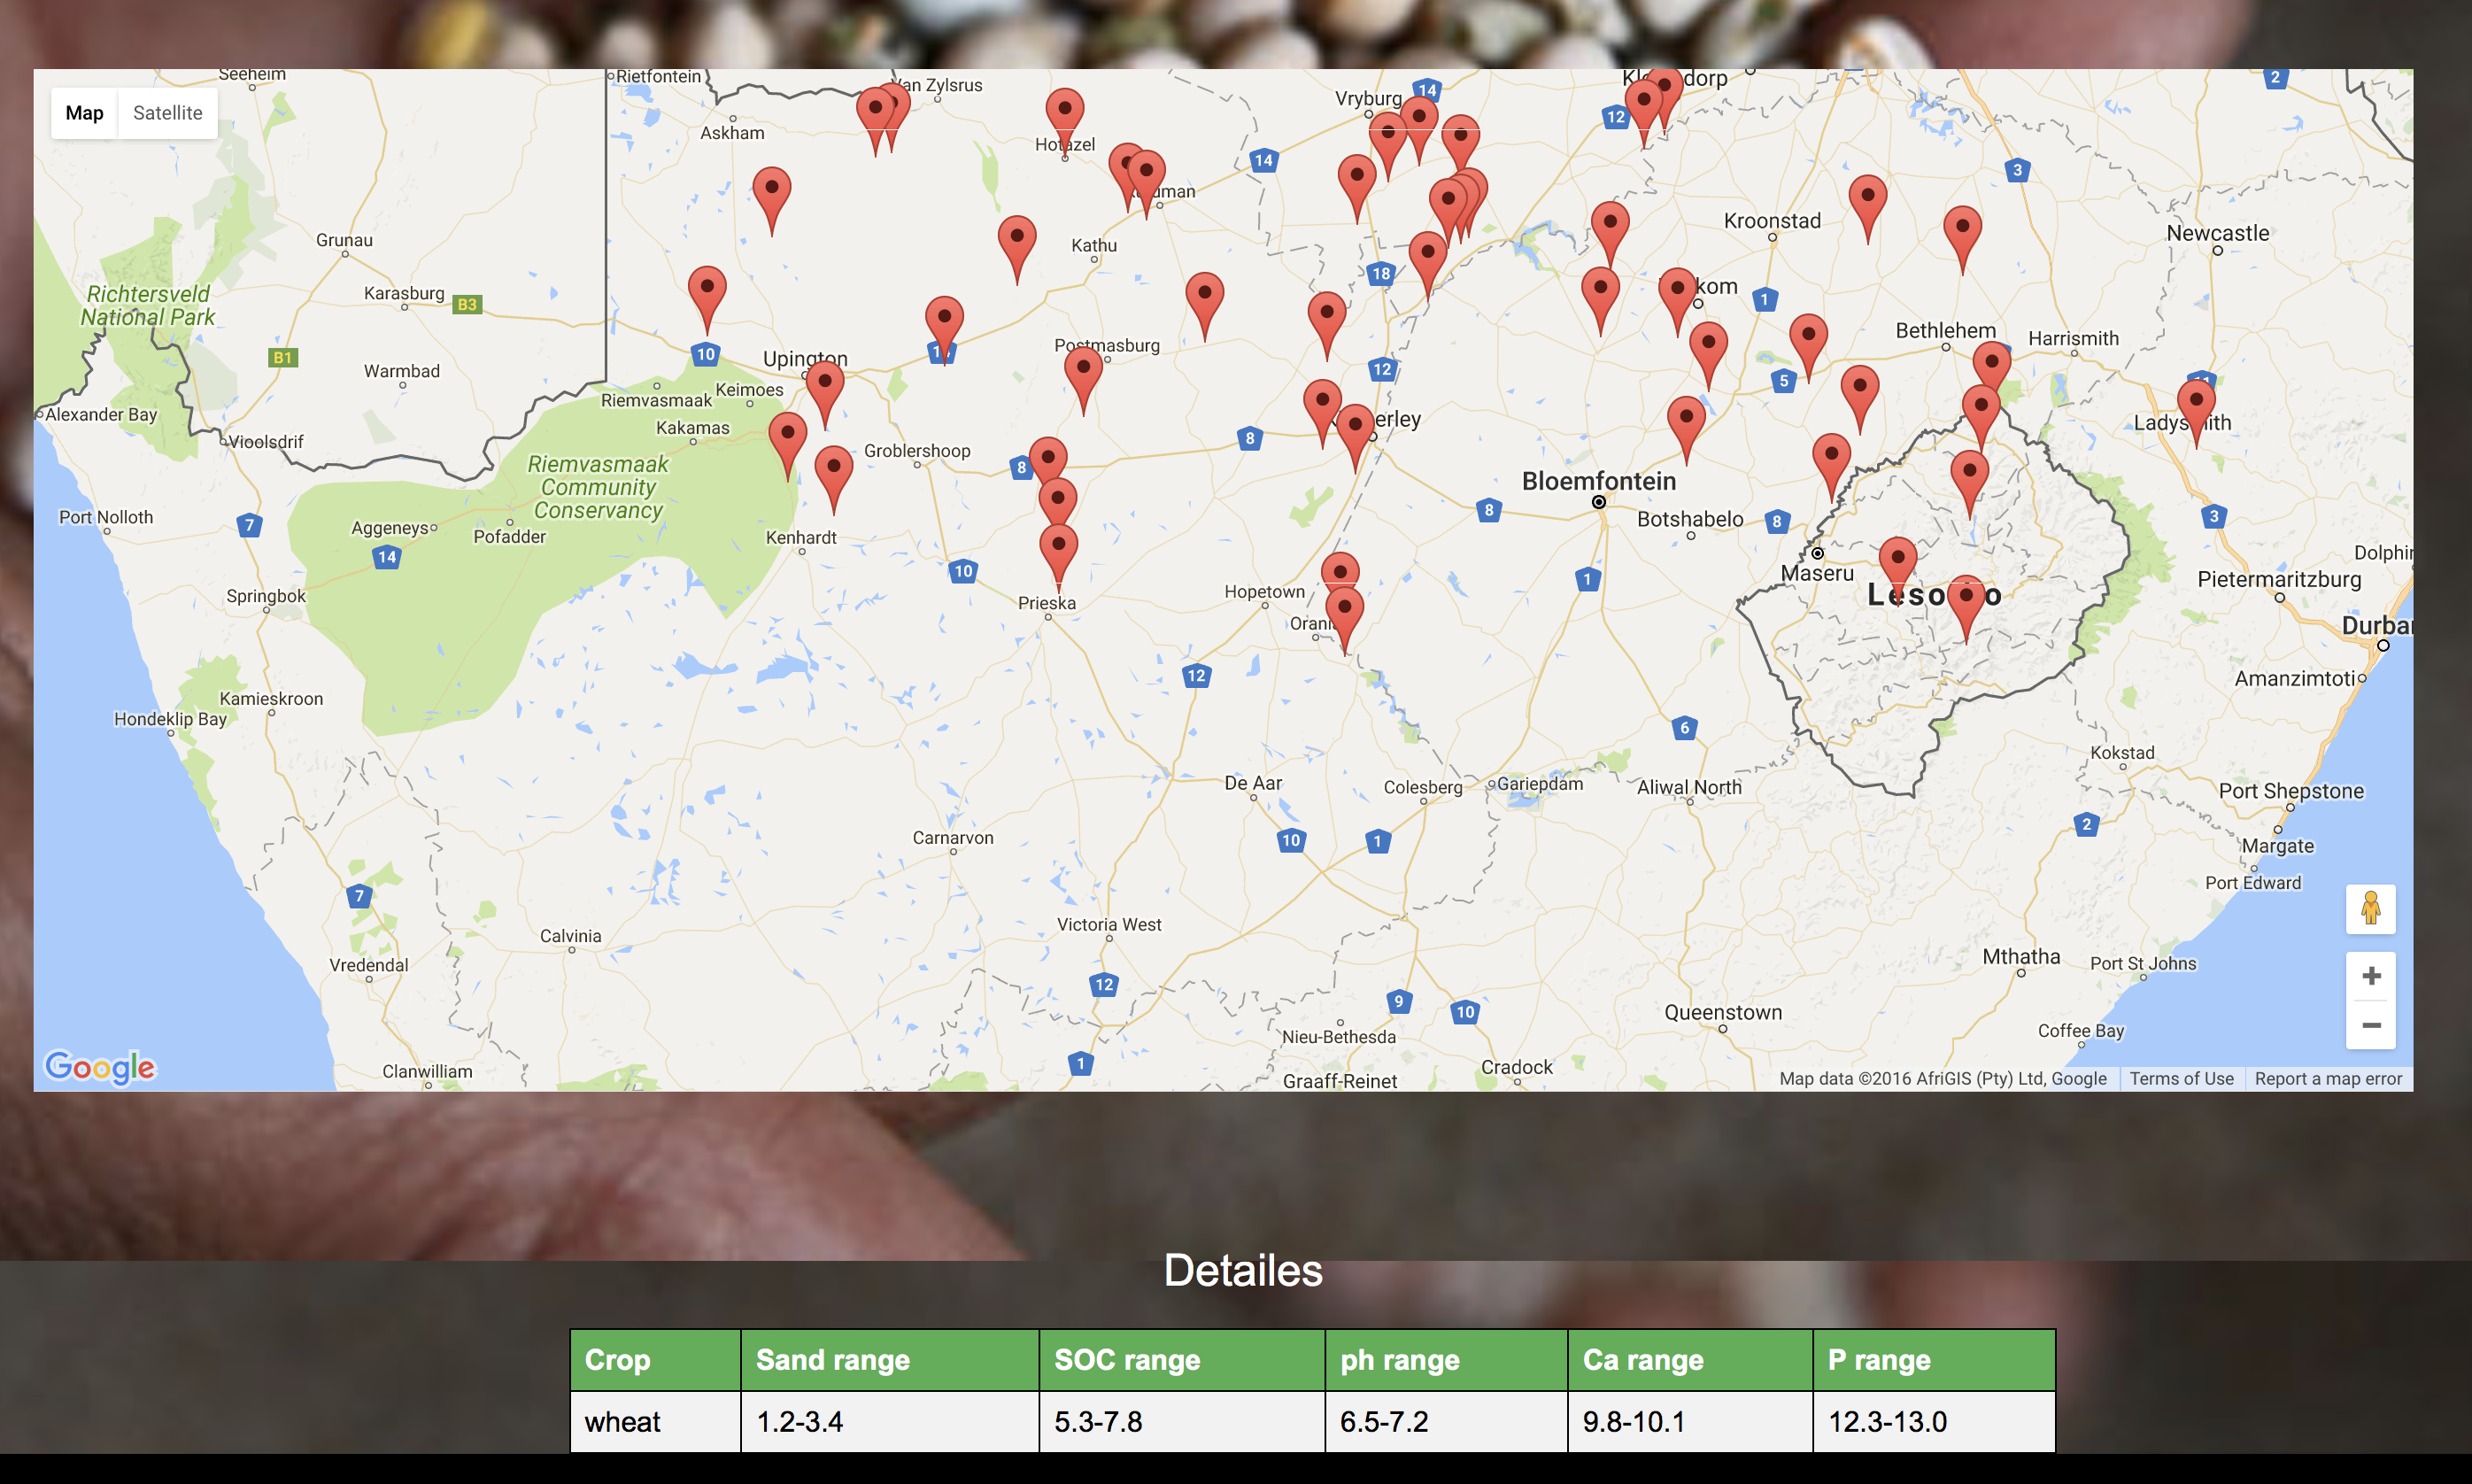 Seeheim
Rietfontein
Van Zylsrus
Vryburg
14
2
Map
Satellite
Askham
Hotazel
12
14
3
Grunau
Kathu
Kroonstad
Newcastle
Richtersveld
National Park
Karasburg
B3
18
1
B1
10
Upington
Postmasburg
Bethlehem
Harrismith
Warmbad
12
5
Riemvasmaak
Keimoes
Alexander Bay
Kakamas
Vioolsdrif
Groblershoop
8
8
Riemvasmaak
Community
Conservancy
Bloemfontein
Port Nolloth
7
Aggeneys
Pofadder
Kenhardt
8
Botshabelo
8
3
14
10
1
Maseru
Dolphin
Pietermaritzburg
Springbok
Prieska
Hopetown
Durban
12
Kamieskroon
Amanzimtoti
Hondeklip Bay
6
Kokstad
De Aar
Colesberg
Gariepdam
Aliwal North
Port Shepstone
Carnarvon
10
1
2
Margate
7
Port Edward
Victoria West
Calvinia
Vredendal
Mthatha
Port St Johns
12
9
10
Queenstown
Nieu-Bethesda
Coffee Bay
1
Google
Clanwilliam
Cradock
Graaff-Reinet
Map data ©2016 AfriGIS (Pty) Ltd, Google
Terms of Use
Report a map error
Detailes
Crop Sand range SOC range ph range Ca range P range
wheat 1.2-3.4 5.3-7.8 6.5-7.2 9.8-10.1 12.3-13.0